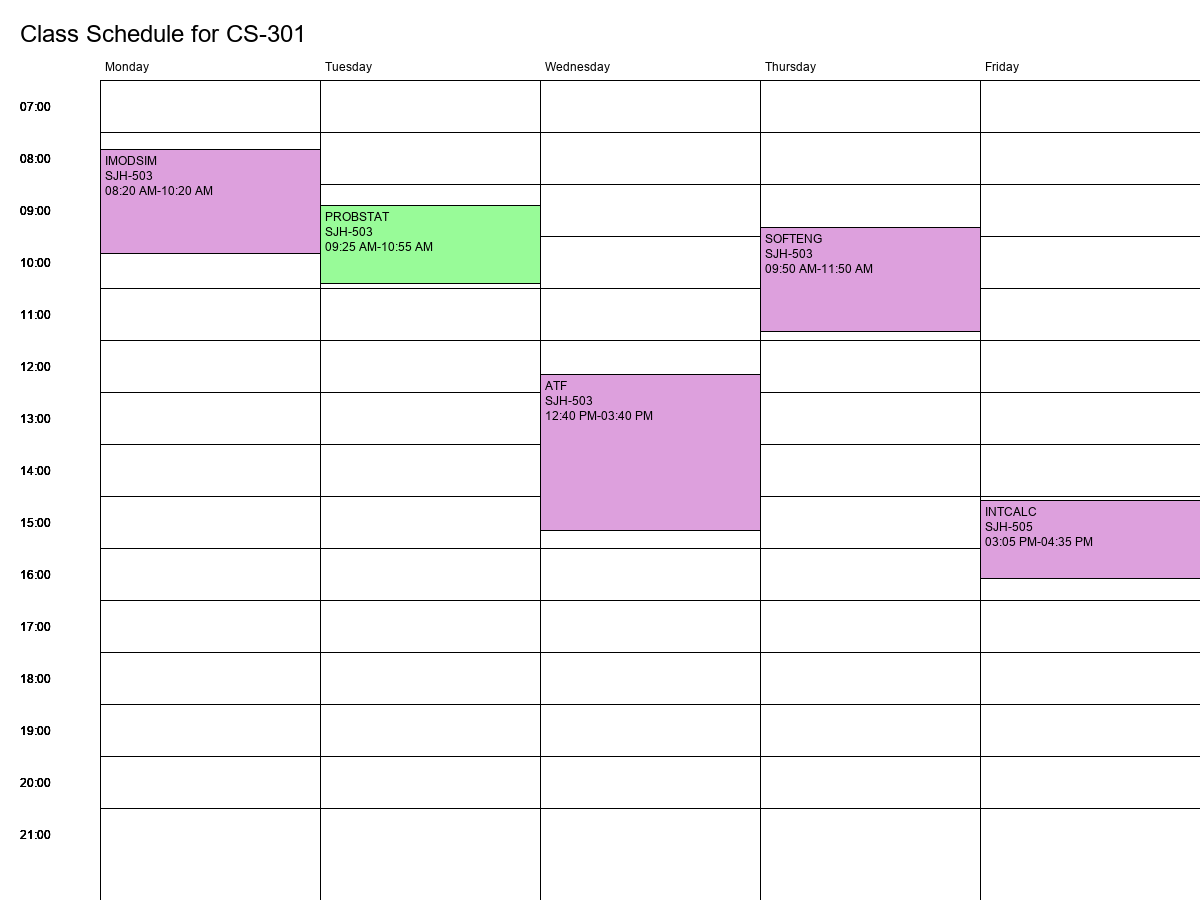 Class Schedule for CS-301
Monday Tuesday Wednesday Thursday Friday
07:00
08:00
IMODSIM
SJH-503
08:20 AM-10:20 AM
09:00
PROBSTAT
SJH-503
09:25 AM-10:55 AM
SOFTENG
SJH-503
09:50 AM-11:50 AM
10:00
11:00
12:00
ATF
SJH-503
12:40 PM-03:40 PM
13:00
14:00
15:00
INTCALC
SJH-505
03:05 PM-04:35 PM
16:00
17:00
18:00
19:00
20:00
21:00